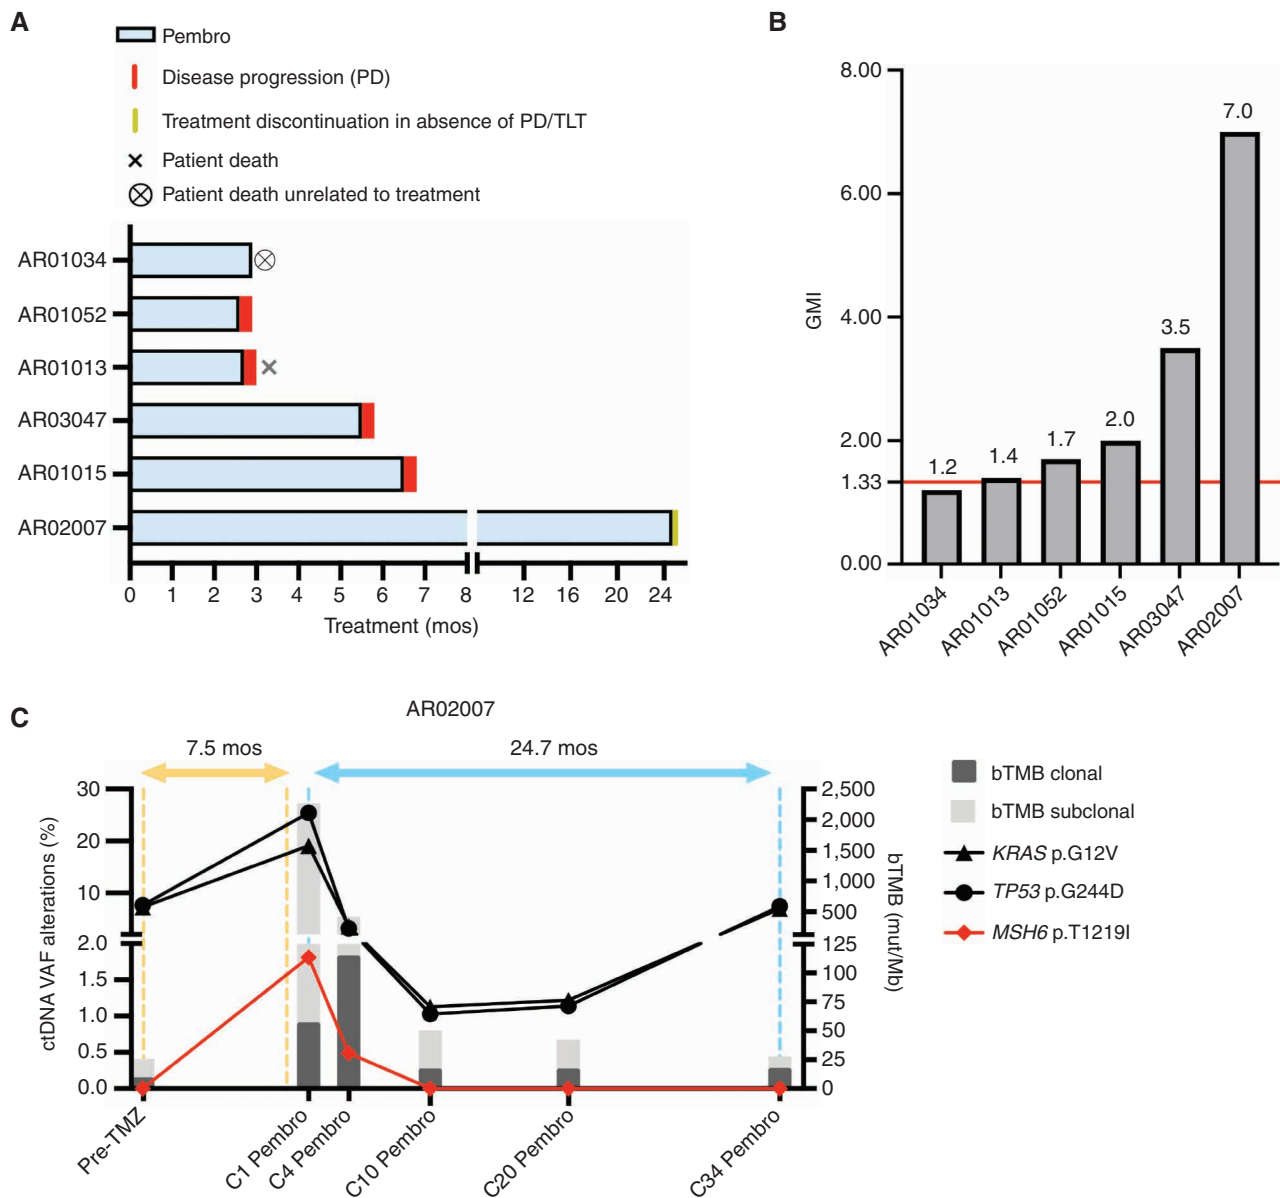 A
Pembro
Disease progression (PD)
Treatment discontinuation in absence of PD/TLT
Patient death
Patient death unrelated to treatment
AR01034
AR01052
AR01013
AR03047
AR01015
AR02007
0 1 2 3 4 5 6 7 8 12 16 20 24
Treatment (mos)
B
8.00
6.00
4.00
2.00
1.33
0.00
GMI
1.2
1.4
1.7
2.0
3.5
7.0
AR01034
AR01013
AR01052
AR01015
AR03047
AR02007
C
AR02007
7.5 mos
24.7 mos
30
20
10
2.0
1.5
1.0
0.5
0.0
ctDNA VAF alterations (%)
2,500
2,000
1,500
1,000
500
125
100
75
50
25
0
bTMB (mut/Mb)
Pre-TMZ
C1 Pembro
C4 Pembro
C10 Pembro
C20 Pembro
C34 Pembro
bTMB clonal
bTMB subclonal
KRAS p.G12V
TP53 p.G244D
MSH6 p.T1219I